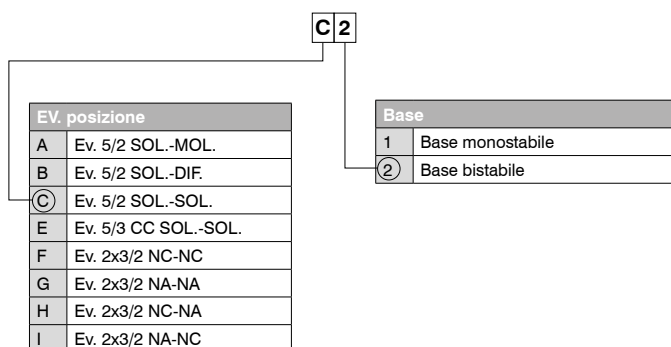 C 2
EV. posizione
A Ev. 5/2 SOL.-MOL.
B Ev. 5/2 SOL.-DIF.
C Ev. 5/2 SOL.-SOL.
E Ev. 5/3 CC SOL.-SOL.
F Ev. 2x3/2 NC-NC
G Ev. 2x3/2 NA-NA
H Ev. 2x3/2 NC-NA
I Ev. 2x3/2 NA-NC
Base
1 Base monostabile
2 Base bistabile